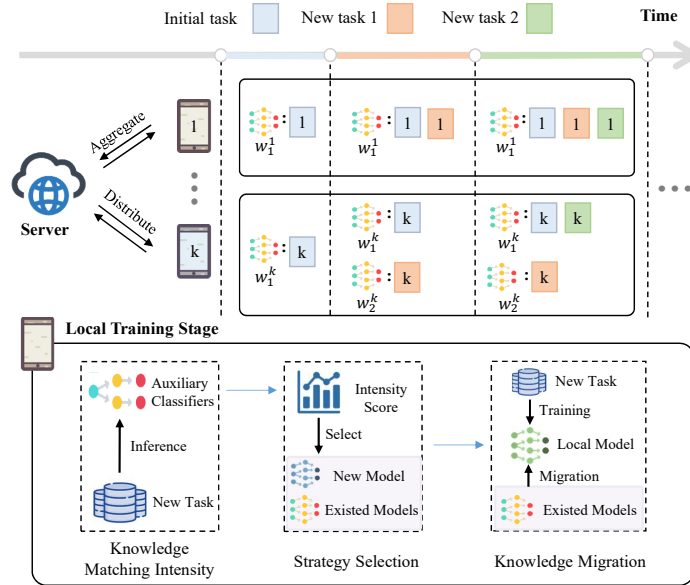 Initial task
New task 1
New task 2
Time
Aggregate
Distribute
Server
1
: 1
w₁¹
: 1 1
w₁¹
: 1 1 1
w₁¹
k
: k
w₁ᵏ
: k
w₁ᵏ
: k
w₂ᵏ
: k k
w₁ᵏ
: k
w₂ᵏ
Local Training Stage
Auxiliary
Classifiers
Inference
New Task
Knowledge
Matching Intensity
Intensity
Score
Select
New Model
Existed Models
Strategy Selection
New Task
Training
Local Model
Migration
Existed Models
Knowledge Migration